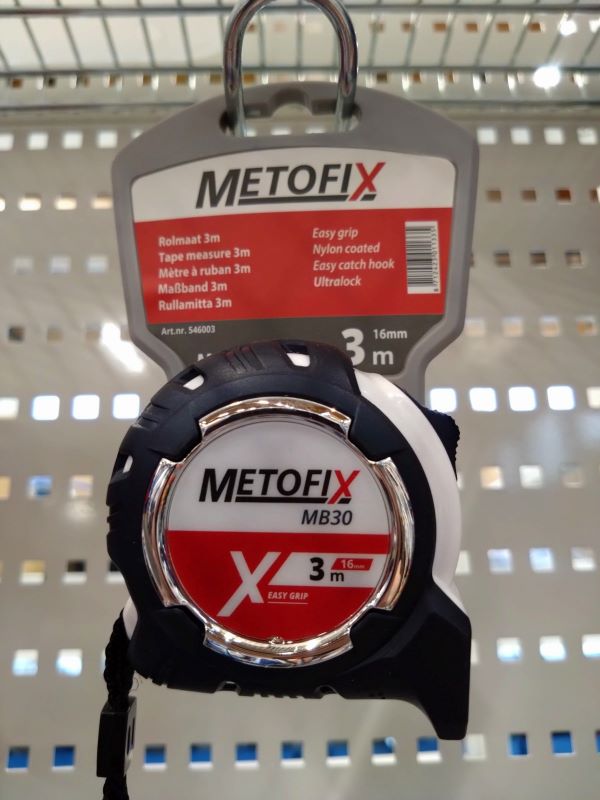 METOFIX
Rolmaat 3m
Tape measure 3m
Mètre à ruban 3m
Maßband 3m
Rullamitta 3m
Easy grip
Nylon coated
Easy catch hook
Ultralock
Art.nr. 546003
3 m
16mm
METOFIX
MB30
X
3 m
16mm
EASY GRIP